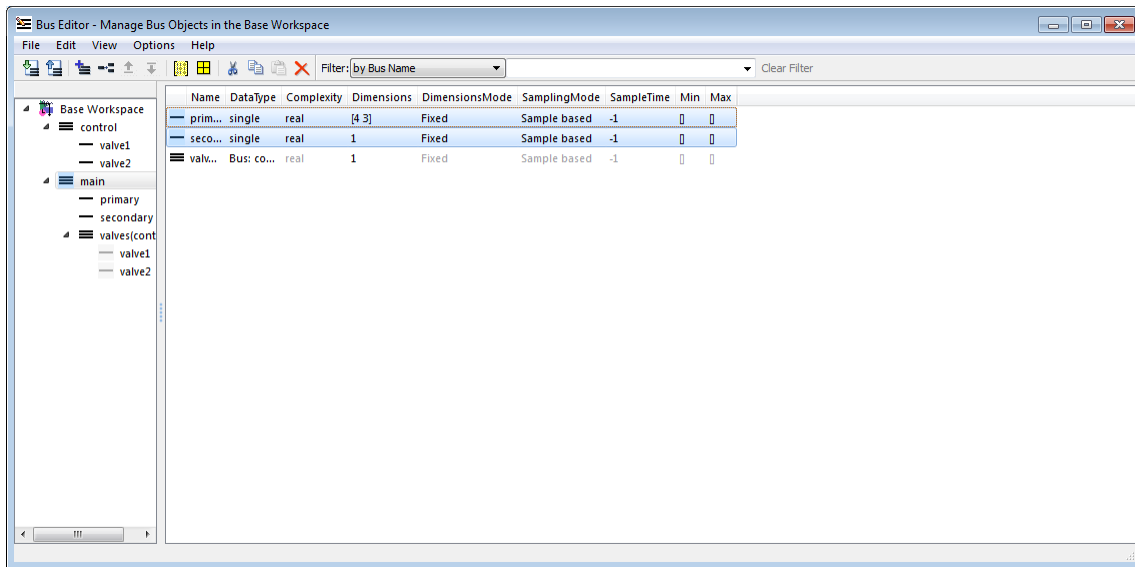 Bus Editor - Manage Bus Objects in the Base Workspace
File Edit View Options Help
Filter: by Bus Name Clear Filter
Base Workspace
control
valve1
valve2
main
primary
secondary
valves(cont
valve1
valve2
Name DataType Complexity Dimensions DimensionsMode SamplingMode SampleTime Min Max
prim... single real [4 3] Fixed Sample based -1 [] []
seco... single real 1 Fixed Sample based -1 [] []
valv... Bus: co... real 1 Fixed Sample based -1 [] []